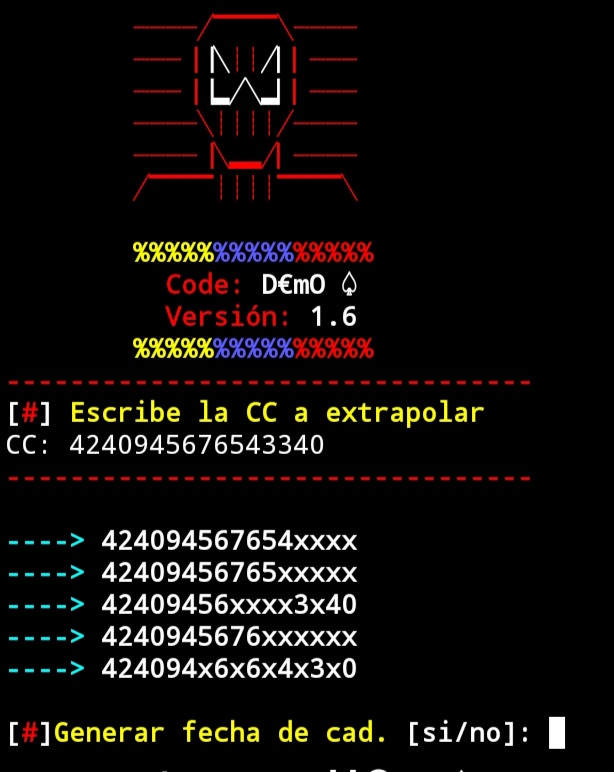 %%%%%%%%%%%%%%%
Code: D€mO ♤
Versión: 1.6
%%%%%%%%%%%%%%%
---------------------------------
[#] Escribe la CC a extrapolar
CC: 4240945676543340
---------------------------------
----> 424094567654xxxx
----> 42409456765xxxxx
----> 42409456xxxx3x40
----> 4240945676xxxxxx
----> 424094x6x6x4x3x0
[#]Generar fecha de cad. [si/no]: